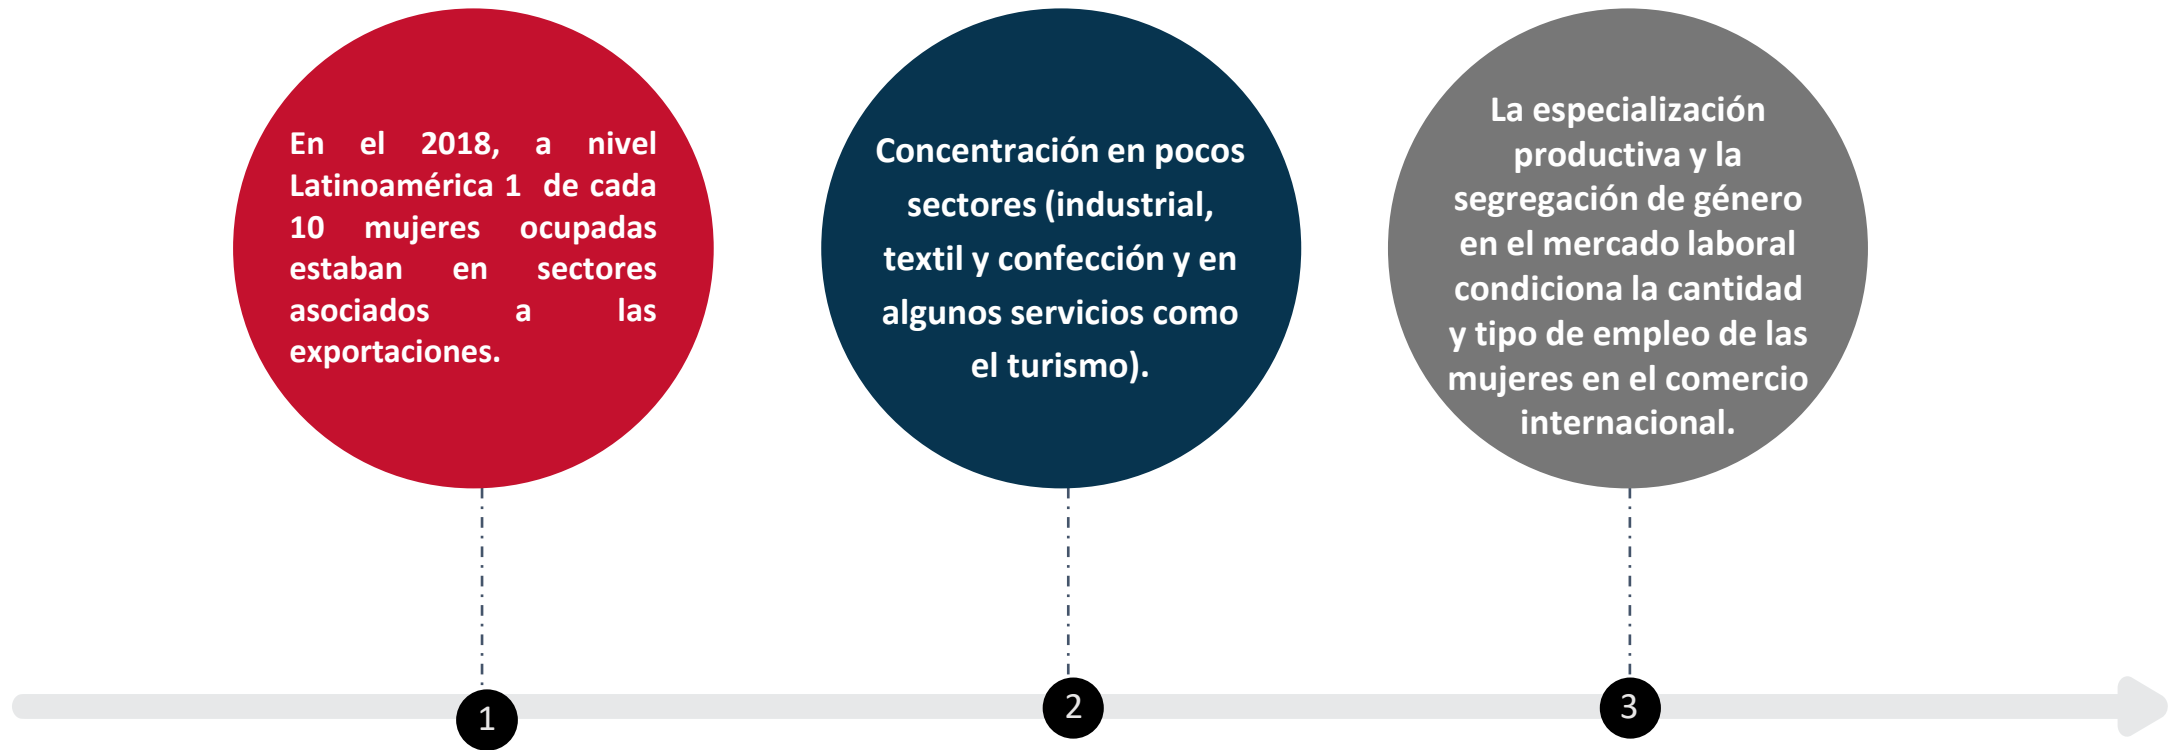 En el 2018, a nivel
Latinoamérica 1 de cada
10 mujeres ocupadas
estaban en sectores
asociados a las
exportaciones.
Concentración en pocos
sectores (industrial,
textil y confección y en
algunos servicios como
el turismo).
La especialización
productiva y la
segregación de género
en el mercado laboral
condiciona la cantidad
y tipo de empleo de las
mujeres en el comercio
internacional.
1
2
3